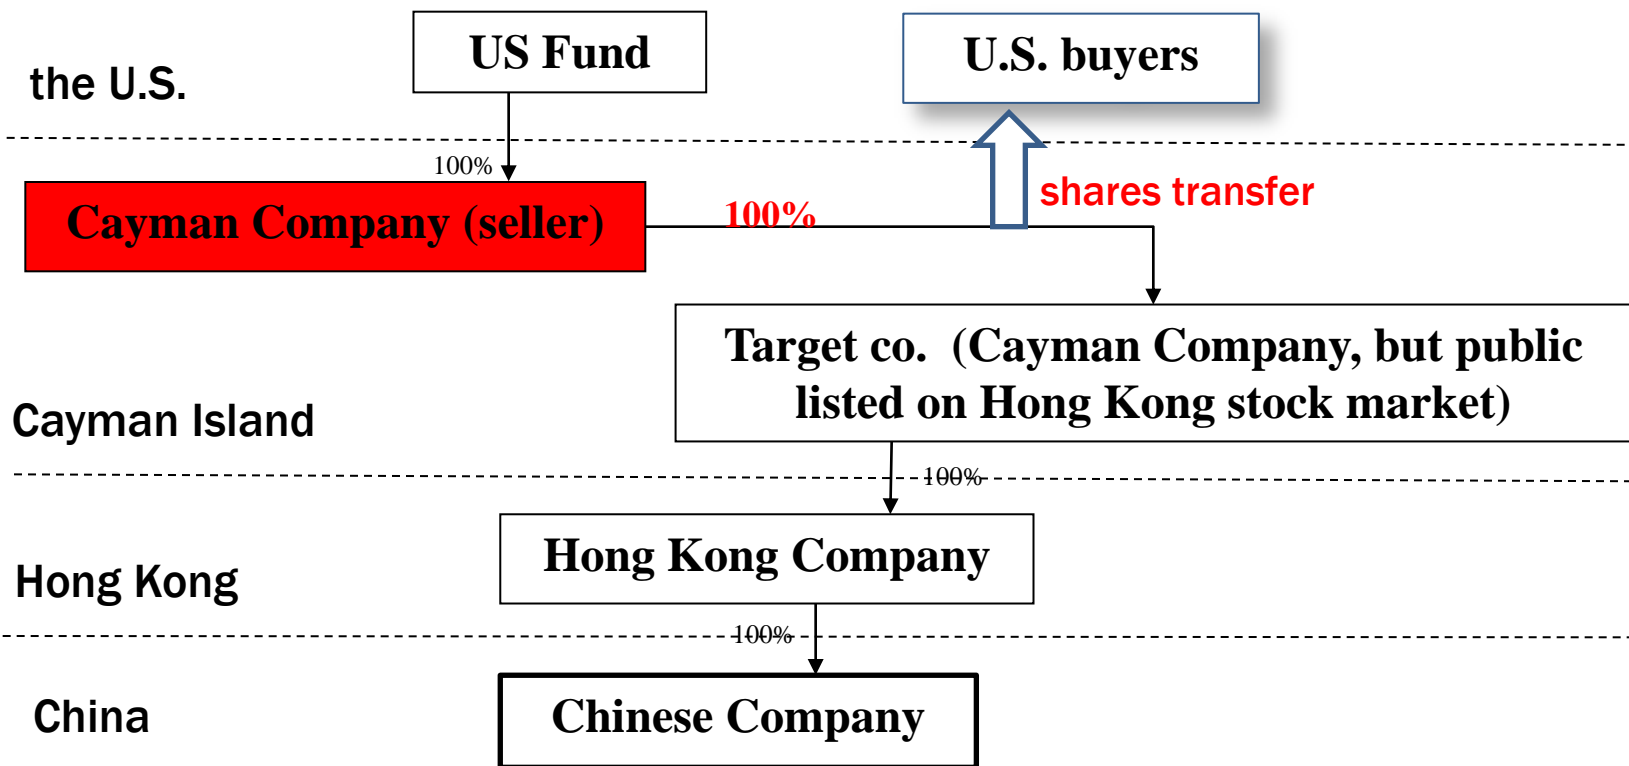 US Fund
U.S. buyers
the U.S.
100%
Cayman Company (seller)
100%
shares transfer
Target co.  (Cayman Company, but public
listed on Hong Kong stock market)
Cayman Island
100%
Hong Kong Company
Hong Kong
100%
Chinese Company
China